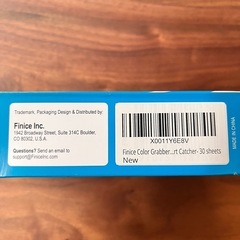 Trademark, Packaging Design & Distributed by:
Finice Inc.
1942 Broadway Street, Suite 314C Boulder,
CO 80302, U.S.A.
Questions? Send an email to
support@FiniceInc.com
X0011Y6E8V
Finice Color Grabber...rt Catcher- 30 sheets
New
MADE IN CHINA